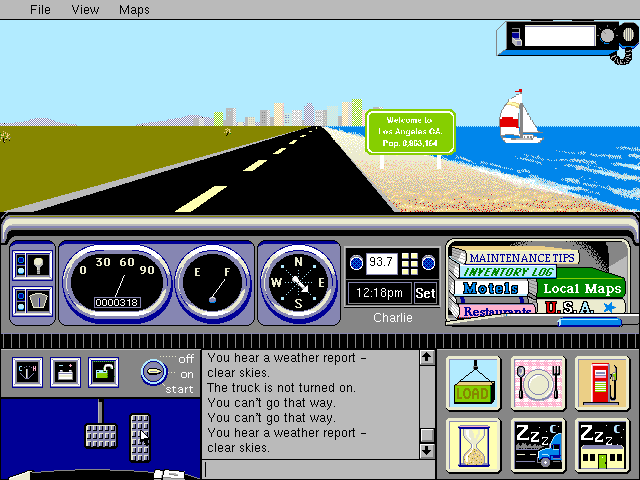 File View Maps
Welcome to
Los Angeles CA.
Pop. 8,863,164
MAINTENANCE TIPS
INVENTORY LOG
Motels
Local Maps
Restaurants
U.S.A.
0 30 60 90
0000318
E F
N
W E
S
93.7
12:18pm Set
Charlie
off
on
start
C H
You hear a weather report -
clear skies.
The truck is not turned on.
You can't go that way.
You can't go that way.
You hear a weather report -
clear skies.
LOAD
ZZZ
ZZZ